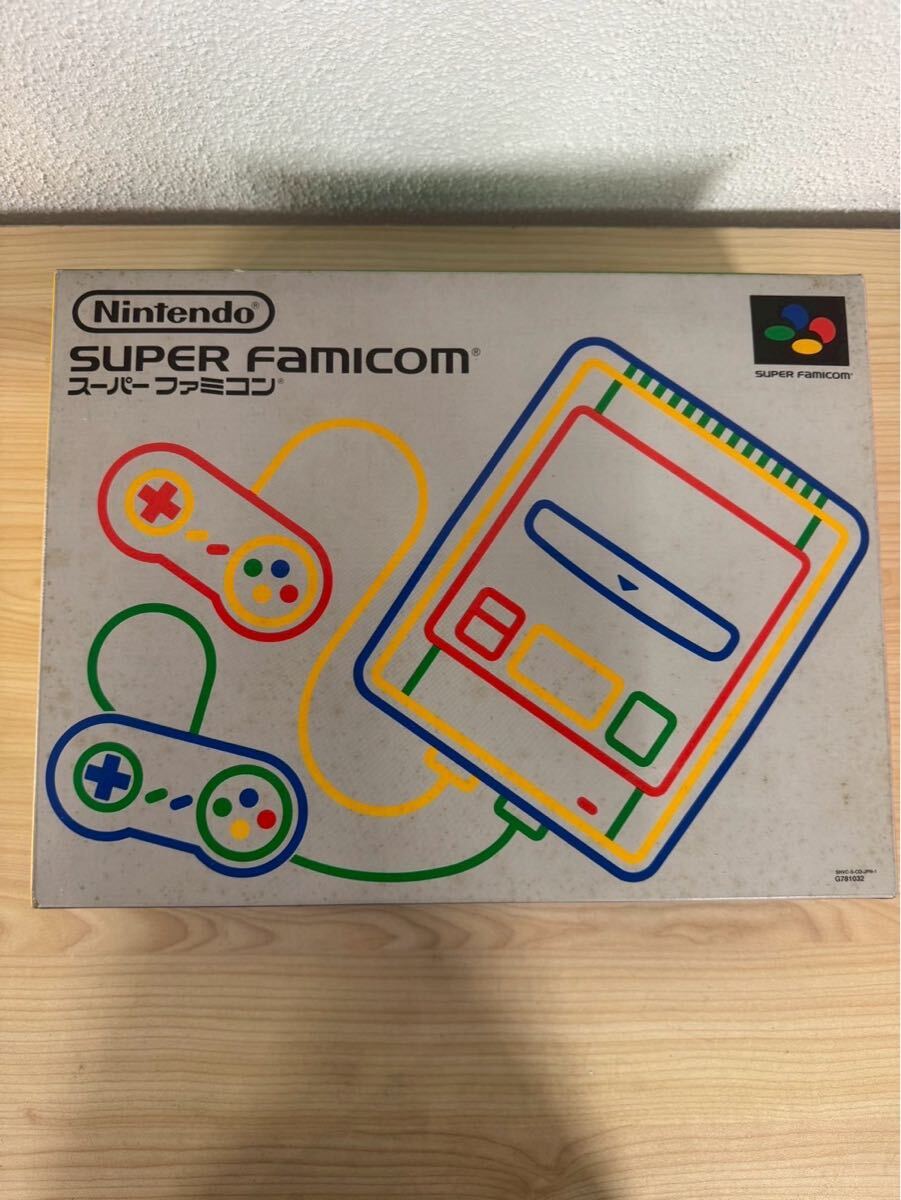 Nintendo®
SUPER FAMICOM®
スーパーファミコン®
SUPER FAMICOM®
SHVC-S-CD-JPN-1
G781032